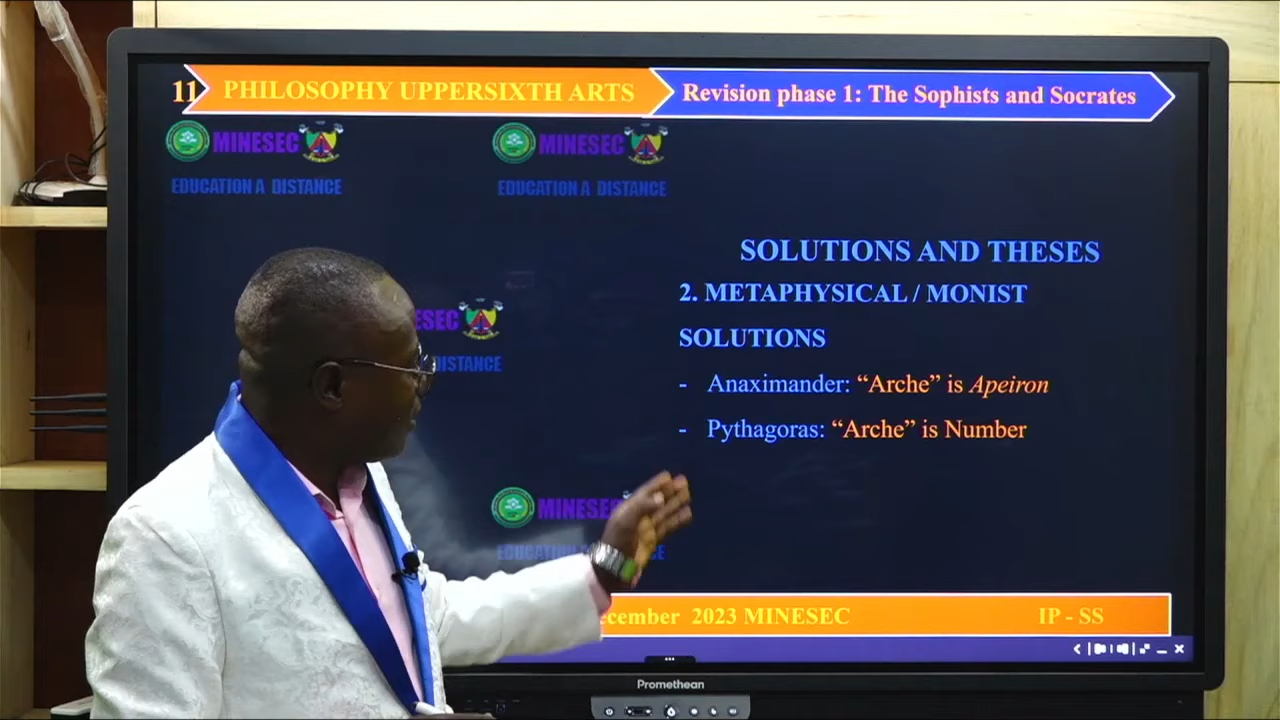 11 PHILOSOPHY UPPERSIXTH ARTS Revision phase 1: The Sophists and Socrates
MINESEC MINESEC
EDUCATION A DISTANCE EDUCATION A DISTANCE
SOLUTIONS AND THESES
2. METAPHYSICAL / MONIST
SOLUTIONS
ESEC
DISTANCE
- Anaximander: “Arche” is Apeiron
- Pythagoras: “Arche” is Number
MINESEC
ecember 2023 MINESEC IP - SS
Promethean